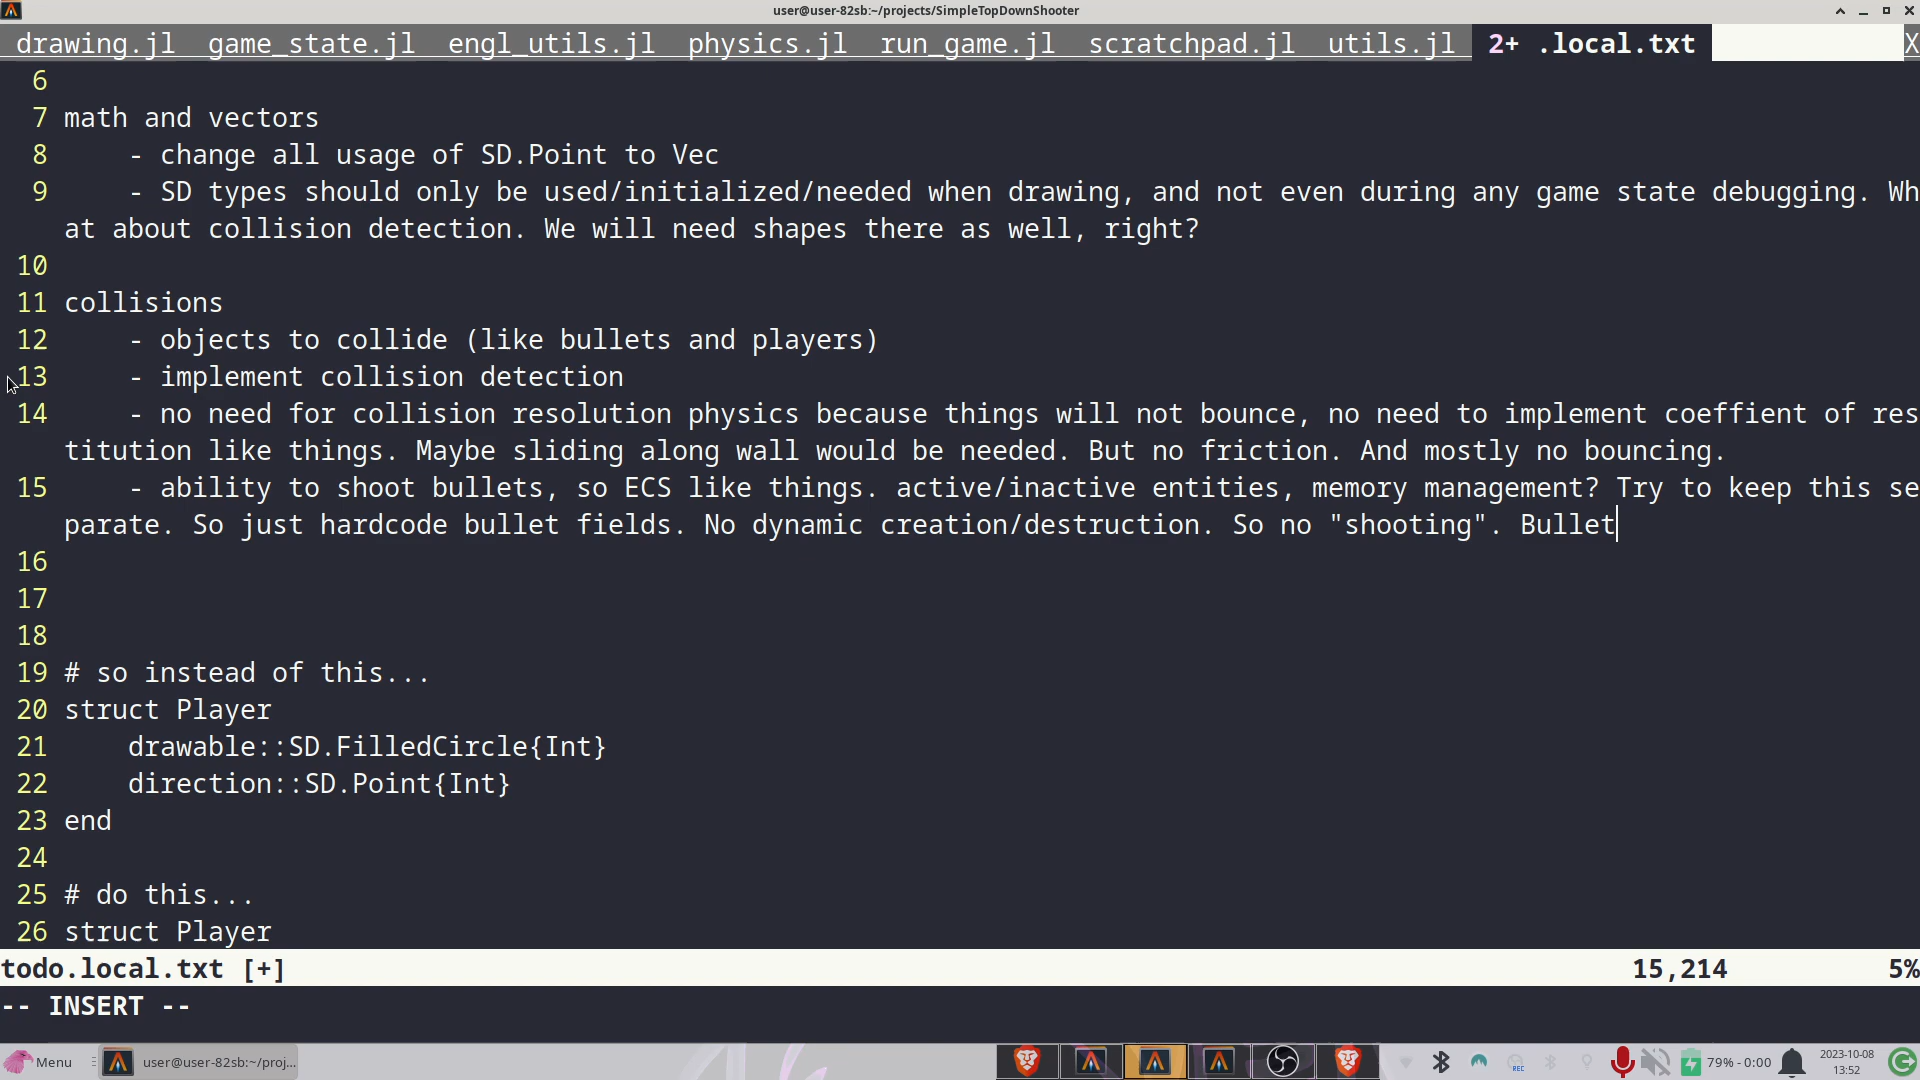 user@user-82sb:~/projects/SimpleTopDownShooter
drawing.jl game_state.jl engl_utils.jl physics.jl run_game.jl scratchpad.jl utils.jl 2+ .local.txt X
6
7 math and vectors
8     - change all usage of SD.Point to Vec
9     - SD types should only be used/initialized/needed when drawing, and not even during any game state debugging. Wh
at about collision detection. We will need shapes there as well, right?
10
11 collisions
12     - objects to collide (like bullets and players)
13     - implement collision detection
14     - no need for collision resolution physics because things will not bounce, no need to implement coeffient of res
titution like things. Maybe sliding along wall would be needed. But no friction. And mostly no bouncing.
15     - ability to shoot bullets, so ECS like things. active/inactive entities, memory management? Try to keep this se
parate. So just hardcode bullet fields. No dynamic creation/destruction. So no "shooting". Bullet
16
17
18
19 # so instead of this...
20 struct Player
21     drawable::SD.FilledCircle{Int}
22     direction::SD.Point{Int}
23 end
24
25 # do this...
26 struct Player
todo.local.txt [+] 15,214 5%
-- INSERT --
Menu user@user-82sb:~/proj... REC 79% - 0:00 2023-10-08
13:52